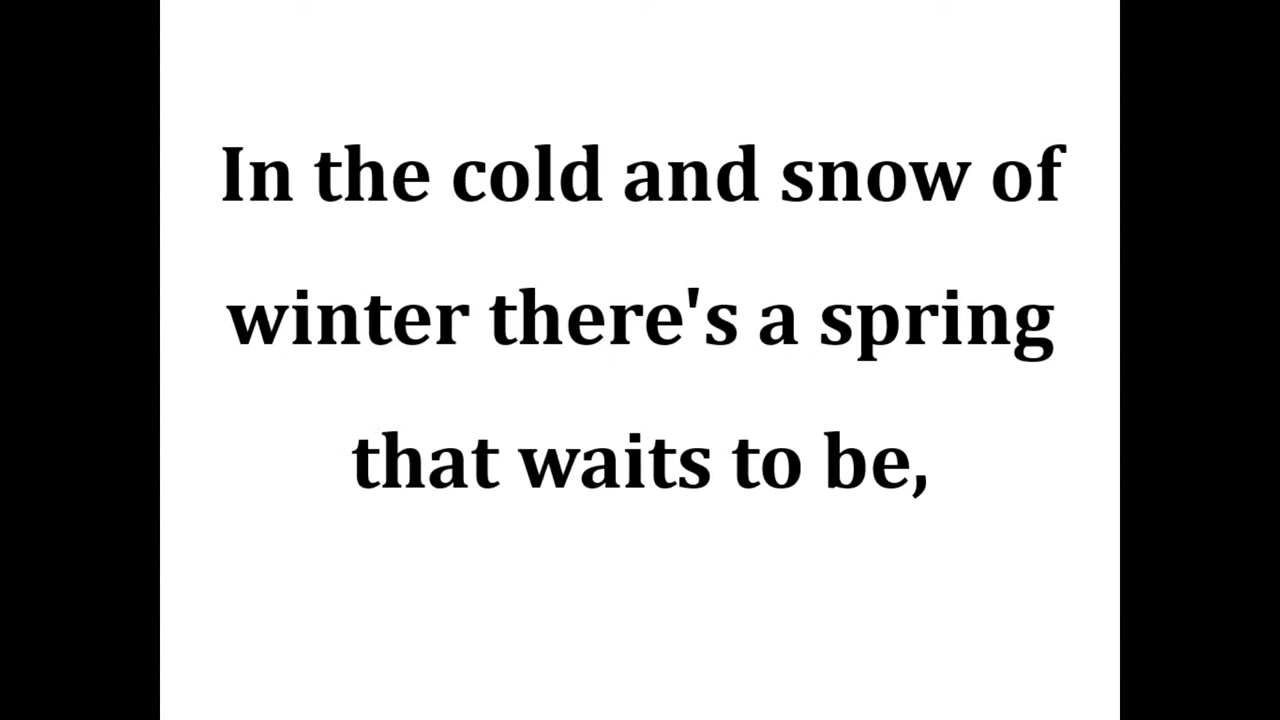 In the cold and snow of
winter there's a spring
that waits to be,